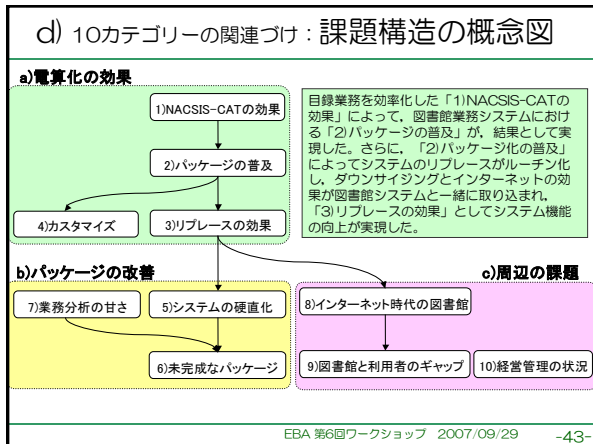 d) 10カテゴリーの関連づけ：課題構造の概念図
a)電算化の効果
1)NACSIS-CATの効果
2)パッケージの普及
4)カスタマイズ
3)リプレースの効果
目録業務を効率化した「1)NACSIS-CATの
効果」によって，図書館業務システムにおけ
る「2)パッケージの普及」が，結果として実
現した。さらに，「2)パッケージ化の普及」
によってシステムのリプレースがルーチン化
し，ダウンサイジングとインターネットの効
果が図書館システムと一緒に取り込まれ，
「3)リプレースの効果」としてシステム機能
の向上が実現した。
b)パッケージの改善
7)業務分析の甘さ
5)システムの硬直化
6)未完成なパッケージ
c)周辺の課題
8)インターネット時代の図書館
9)図書館と利用者のギャップ
10)経営管理の状況
EBA 第6回ワークショップ 2007/09/29
-43-